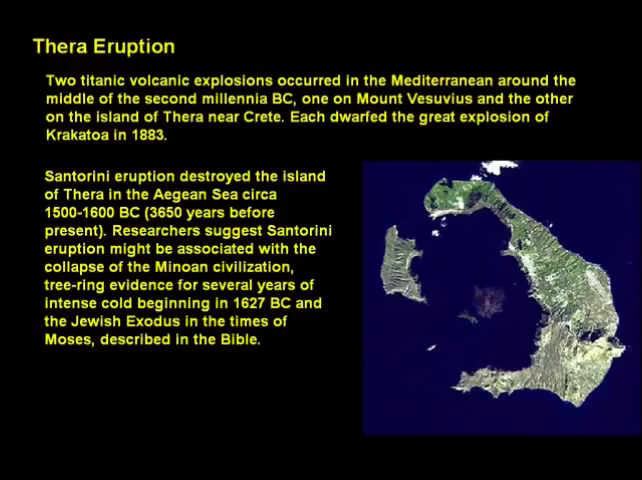 Thera Eruption
Two titanic volcanic explosions occurred in the Mediterranean around the
middle of the second millennia BC, one on Mount Vesuvius and the other
on the island of Thera near Crete. Each dwarfed the great explosion of
Krakatoa in 1883.
Santorini eruption destroyed the island
of Thera in the Aegean Sea circa
1500-1600 BC (3650 years before
present). Researchers suggest Santorini
eruption might be associated with the
collapse of the Minoan civilization,
tree-ring evidence for several years of
intense cold beginning in 1627 BC and
the Jewish Exodus in the times of
Moses, described in the Bible.